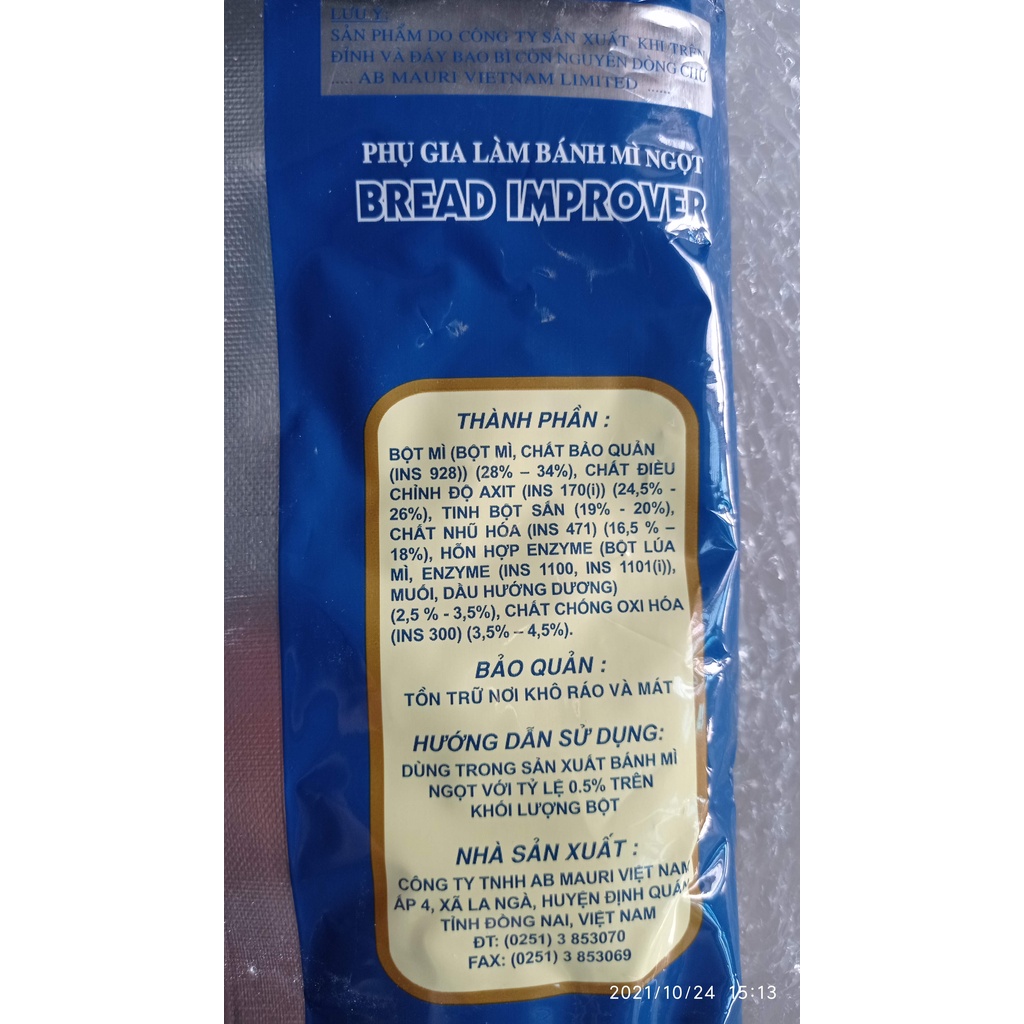 LƯU Ý:
SẢN PHẨM DO CÔNG TY SẢN XUẤT KHI TRÊN
ĐỈNH VÀ ĐÁY BAO BÌ CÒN NGUYÊN DÒNG CHỮ
..... AB MAURI VIETNAM LIMITED ......
PHỤ GIA LÀM BÁNH MÌ NGỌT
BREAD IMPROVER
THÀNH PHẦN :
BỘT MÌ (BỘT MÌ, CHẤT BẢO QUẢN
(INS 928)) (28% – 34%), CHẤT ĐIỀU
CHỈNH ĐỘ AXIT (INS 170(i)) (24,5% -
26%), TINH BỘT SẮN (19% - 20%),
CHẤT NHŨ HÓA (INS 471) (16,5 % –
18%), HỖN HỢP ENZYME (BỘT LÚA
MÌ, ENZYME (INS 1100, INS 1101(i)),
MUỐI, DẦU HƯỚNG DƯƠNG)
(2,5 % - 3,5%), CHẤT CHỐNG OXI HÓA
(INS 300) (3,5% – 4,5%).
BẢO QUẢN :
TỒN TRỮ NƠI KHÔ RÁO VÀ MÁT
HƯỚNG DẪN SỬ DỤNG:
DÙNG TRONG SẢN XUẤT BÁNH MÌ
NGỌT VỚI TỶ LỆ 0.5% TRÊN
KHỐI LƯỢNG BỘT
NHÀ SẢN XUẤT :
CÔNG TY TNHH AB MAURI VIỆT NAM
ẤP 4, XÃ LA NGÀ, HUYỆN ĐỊNH QUÁN
TỈNH ĐỒNG NAI, VIỆT NAM
ĐT: (0251) 3 853070
FAX: (0251) 3 853069
2021/10/24 15:13